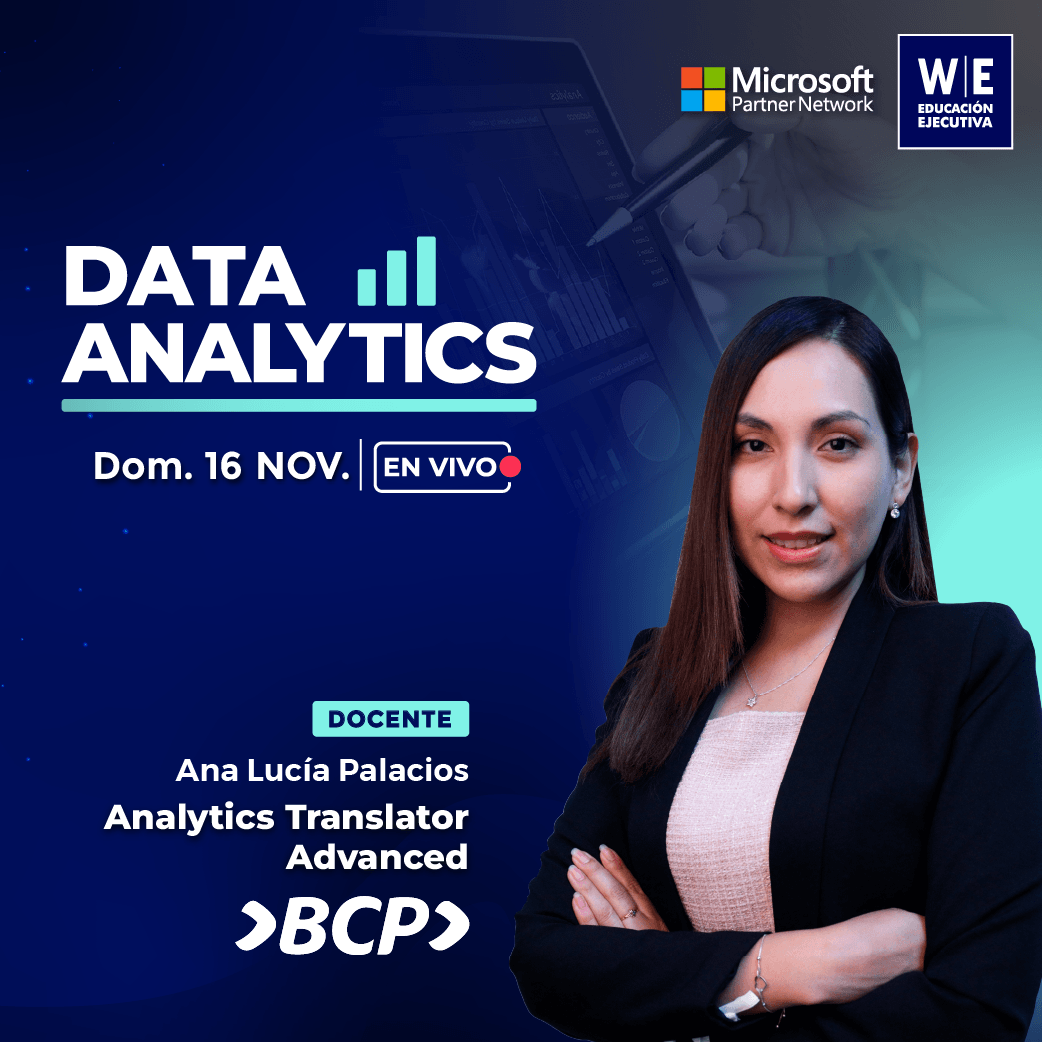 Microsoft
Partner Network
W|E
EDUCACIÓN
EJECUTIVA
DATA
ANALYTICS
Dom. 16 NOV.
EN VIVO
DOCENTE
Ana Lucía Palacios
Analytics Translator
Advanced
BCP